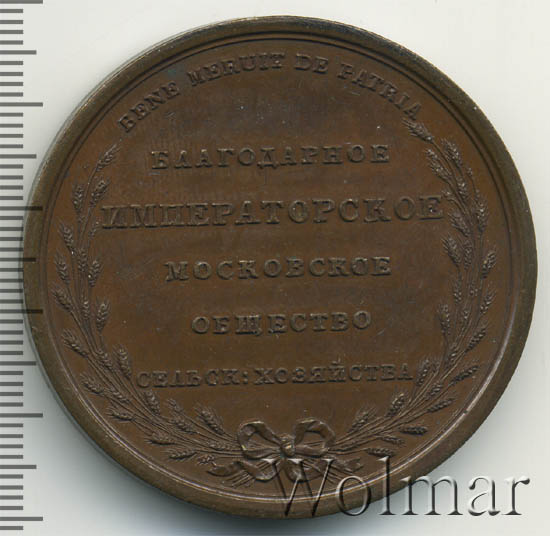 BENE MERUIT DE PATRIA
БЛАГОДАРНОЕ
ИМПЕРАТОРСКОЕ
МОСКОВСКОЕ
ОБЩЕСТВО
СЕЛЬСК: ХОЗЯЙСТВА
Wolmar